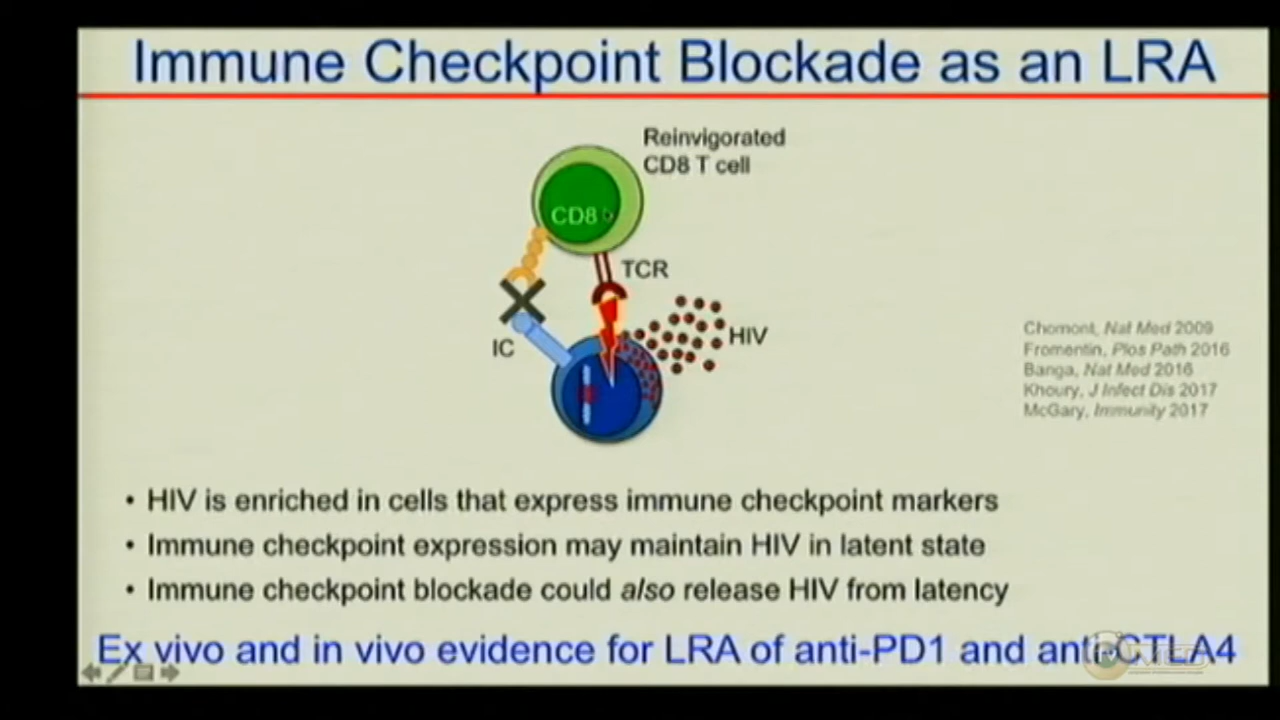 Immune Checkpoint Blockade as an LRA
Reinvigorated
CD8 T cell
CD8
TCR
HIV
IC
Chomont, Nat Med 2009
Fromentin, Plos Path 2016
Banga, Nat Med 2016
Khoury, J Infect Dis 2017
McGary, Immunity 2017
• HIV is enriched in cells that express immune checkpoint markers
• Immune checkpoint expression may maintain HIV in latent state
• Immune checkpoint blockade could also release HIV from latency
Ex vivo and in vivo evidence for LRA of anti-PD1 and anti-CTLA4